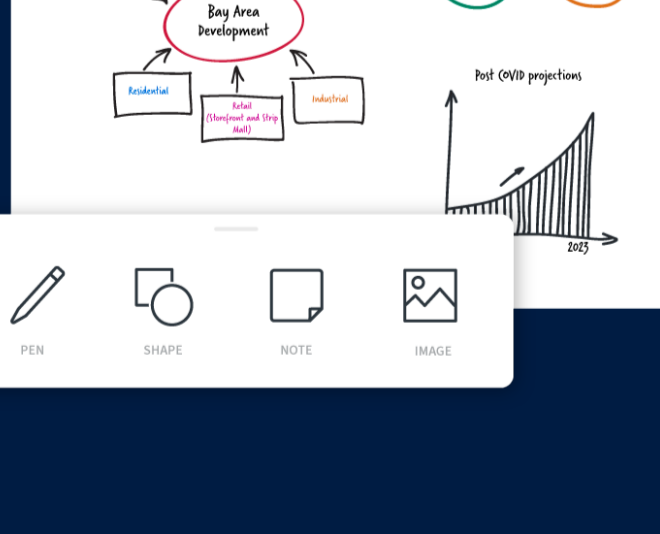 Bay Area
Development
Residential
Retail
(Storefront and Strip
Mall)
Industrial
Post COVID projections
2023
PEN
SHAPE
NOTE
IMAGE